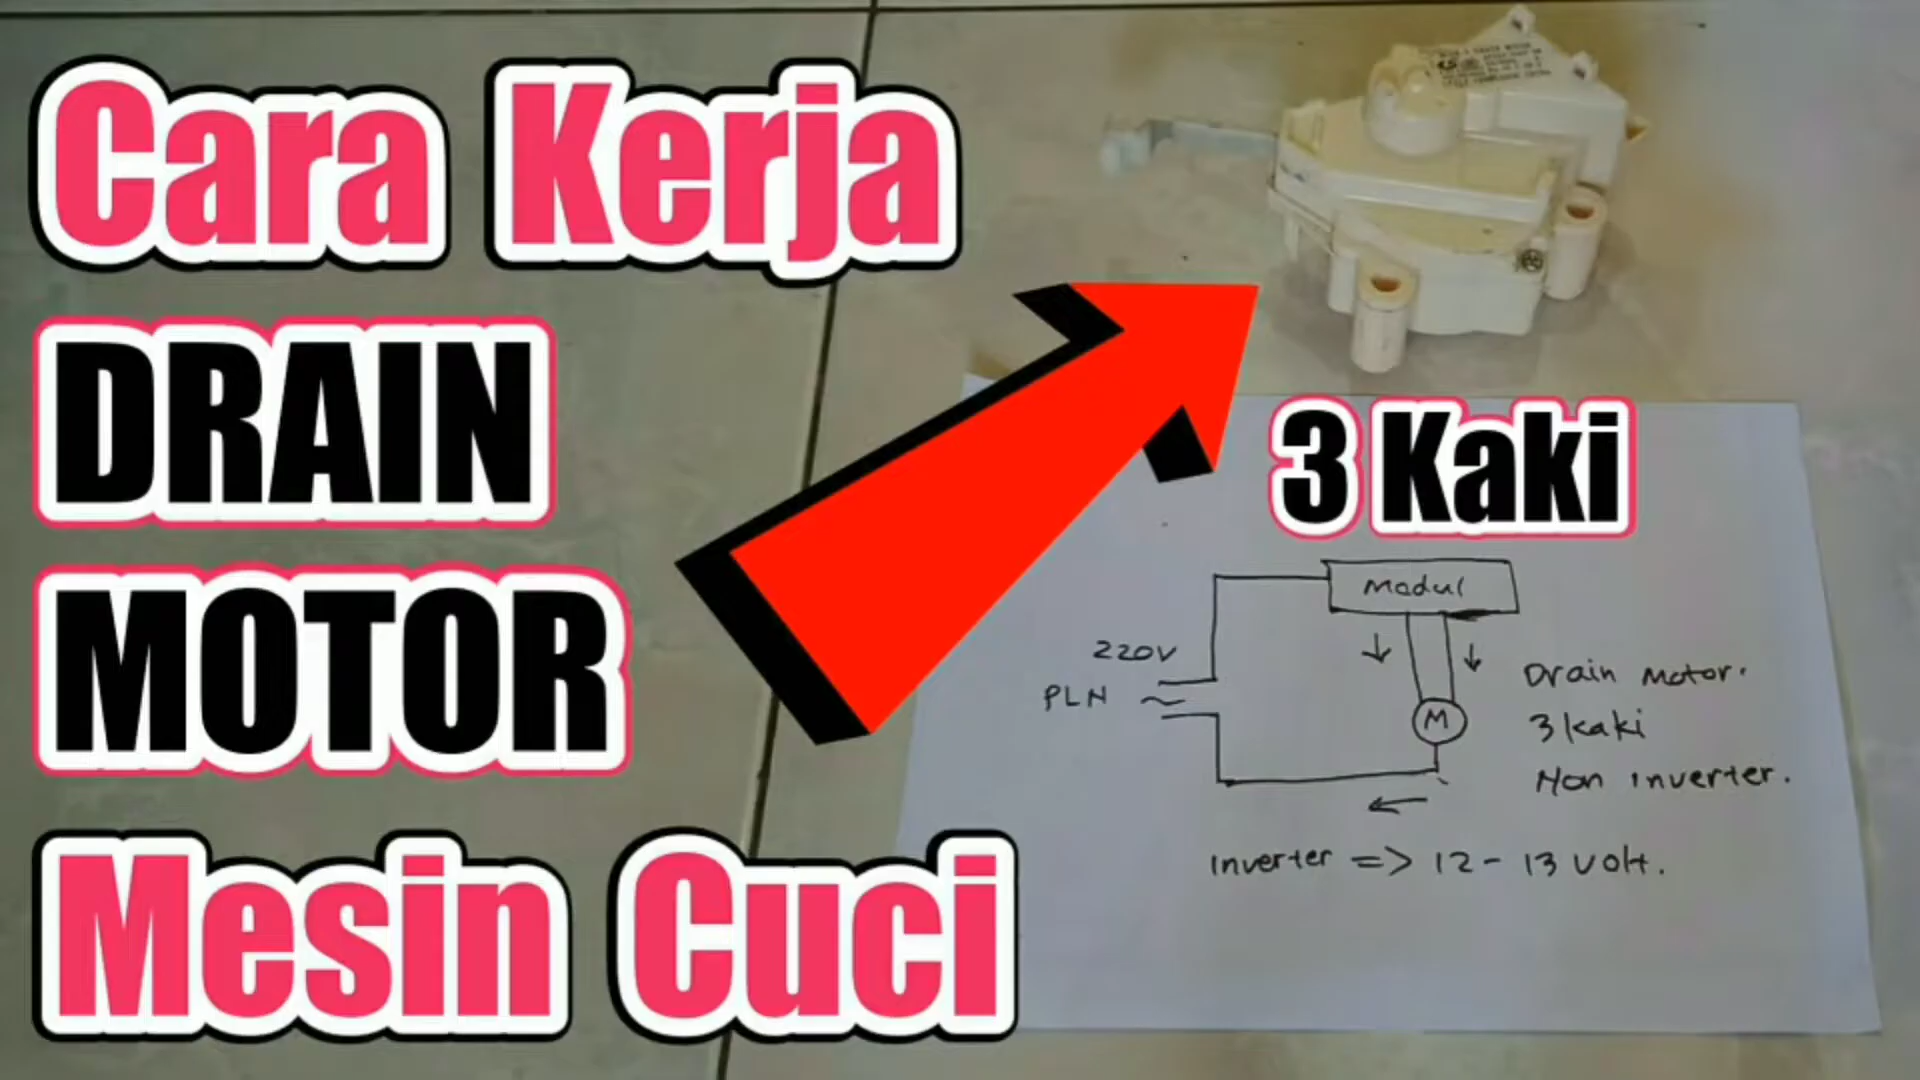 Cara Kerja
DRAIN
MOTOR
Mesin Cuci
3 Kaki
Modul
220V
PLN
M
Drain Motor.
3 kaki
Non inverter.
Inverter => 12 - 13 volt.